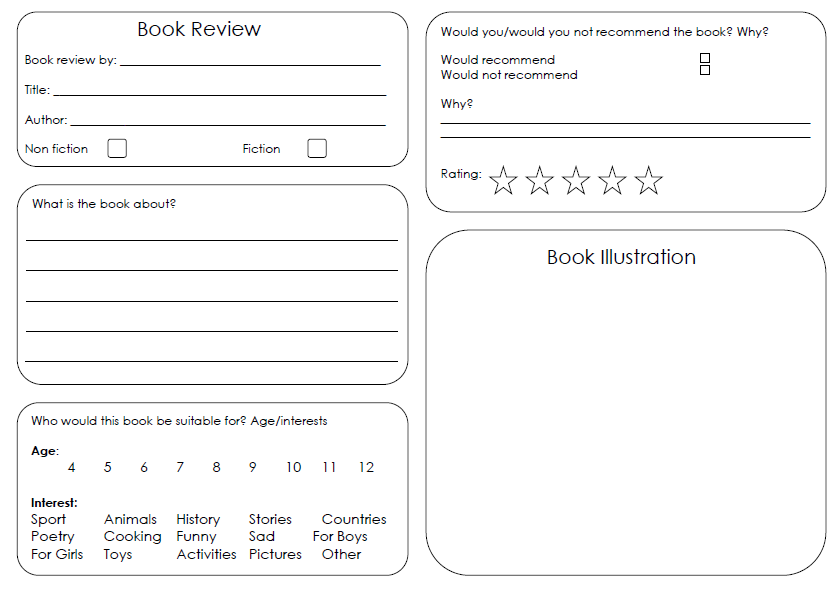 Book Review
Book review by:
Title:
Author:
Non fiction Fiction
What is the book about?
Who would this book be suitable for? Age/interests
Age:
4 5 6 7 8 9 10 11 12
Interest:
Sport Animals History Stories Countries
Poetry Cooking Funny Sad For Boys
For Girls Toys Activities Pictures Other
Would you/would you not recommend the book? Why?
Would recommend
Would not recommend
Why?
Rating:
Book Illustration